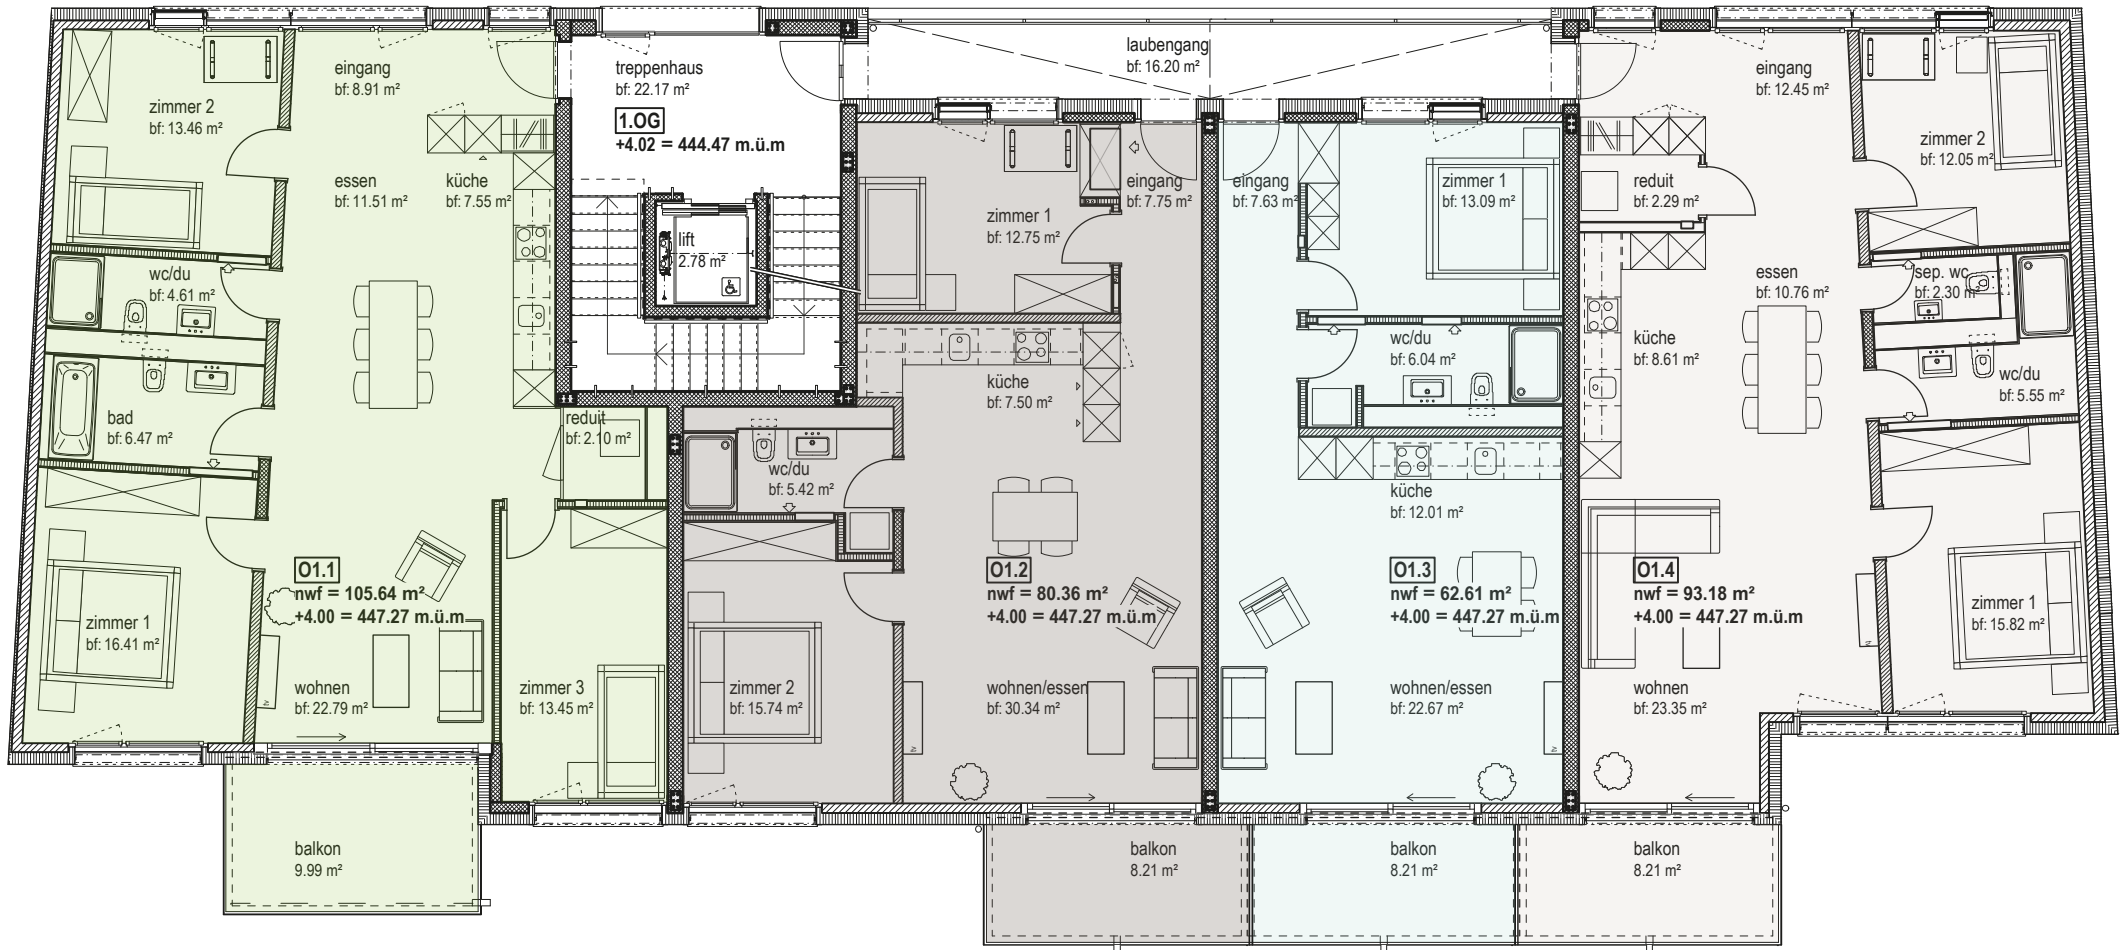 zimmer 2
bf: 13.46 m²
eingang
bf: 8.91 m²
essen
bf: 11.51 m²
küche
bf: 7.55 m²
wc/du
bf: 4.61 m²
bad
bf: 6.47 m²
reduit
bf: 2.10 m²
O1.1
nwf = 105.64 m²
+4.00 = 447.27 m.ü.m
zimmer 1
bf: 16.41 m²
wohnen
bf: 22.79 m²
tv
zimmer 3
bf: 13.45 m²
balkon
9.99 m²
treppenhaus
bf: 22.17 m²
1.OG
+4.02 = 444.47 m.ü.m
lift
2.78 m²
laubengang
bf: 16.20 m²
zimmer 1
bf: 12.75 m²
eingang
bf: 7.75 m²
küche
bf: 7.50 m²
wc/du
bf: 5.42 m²
O1.2
nwf = 80.36 m²
+4.00 = 447.27 m.ü.m
zimmer 2
bf: 15.74 m²
wohnen/essen
bf: 30.34 m²
tv
balkon
8.21 m²
eingang
bf: 7.63 m²
zimmer 1
bf: 13.09 m²
wc/du
bf: 6.04 m²
küche
bf: 12.01 m²
O1.3
nwf = 62.61 m²
+4.00 = 447.27 m.ü.m
wohnen/essen
bf: 22.67 m²
tv
balkon
8.21 m²
eingang
bf: 12.45 m²
zimmer 2
bf: 12.05 m²
reduit
bf: 2.29 m²
essen
bf: 10.76 m²
sep. wc
bf: 2.30 m²
küche
bf: 8.61 m²
wc/du
bf: 5.55 m²
O1.4
nwf = 93.18 m²
+4.00 = 447.27 m.ü.m
tv
zimmer 1
bf: 15.82 m²
wohnen
bf: 23.35 m²
balkon
8.21 m²